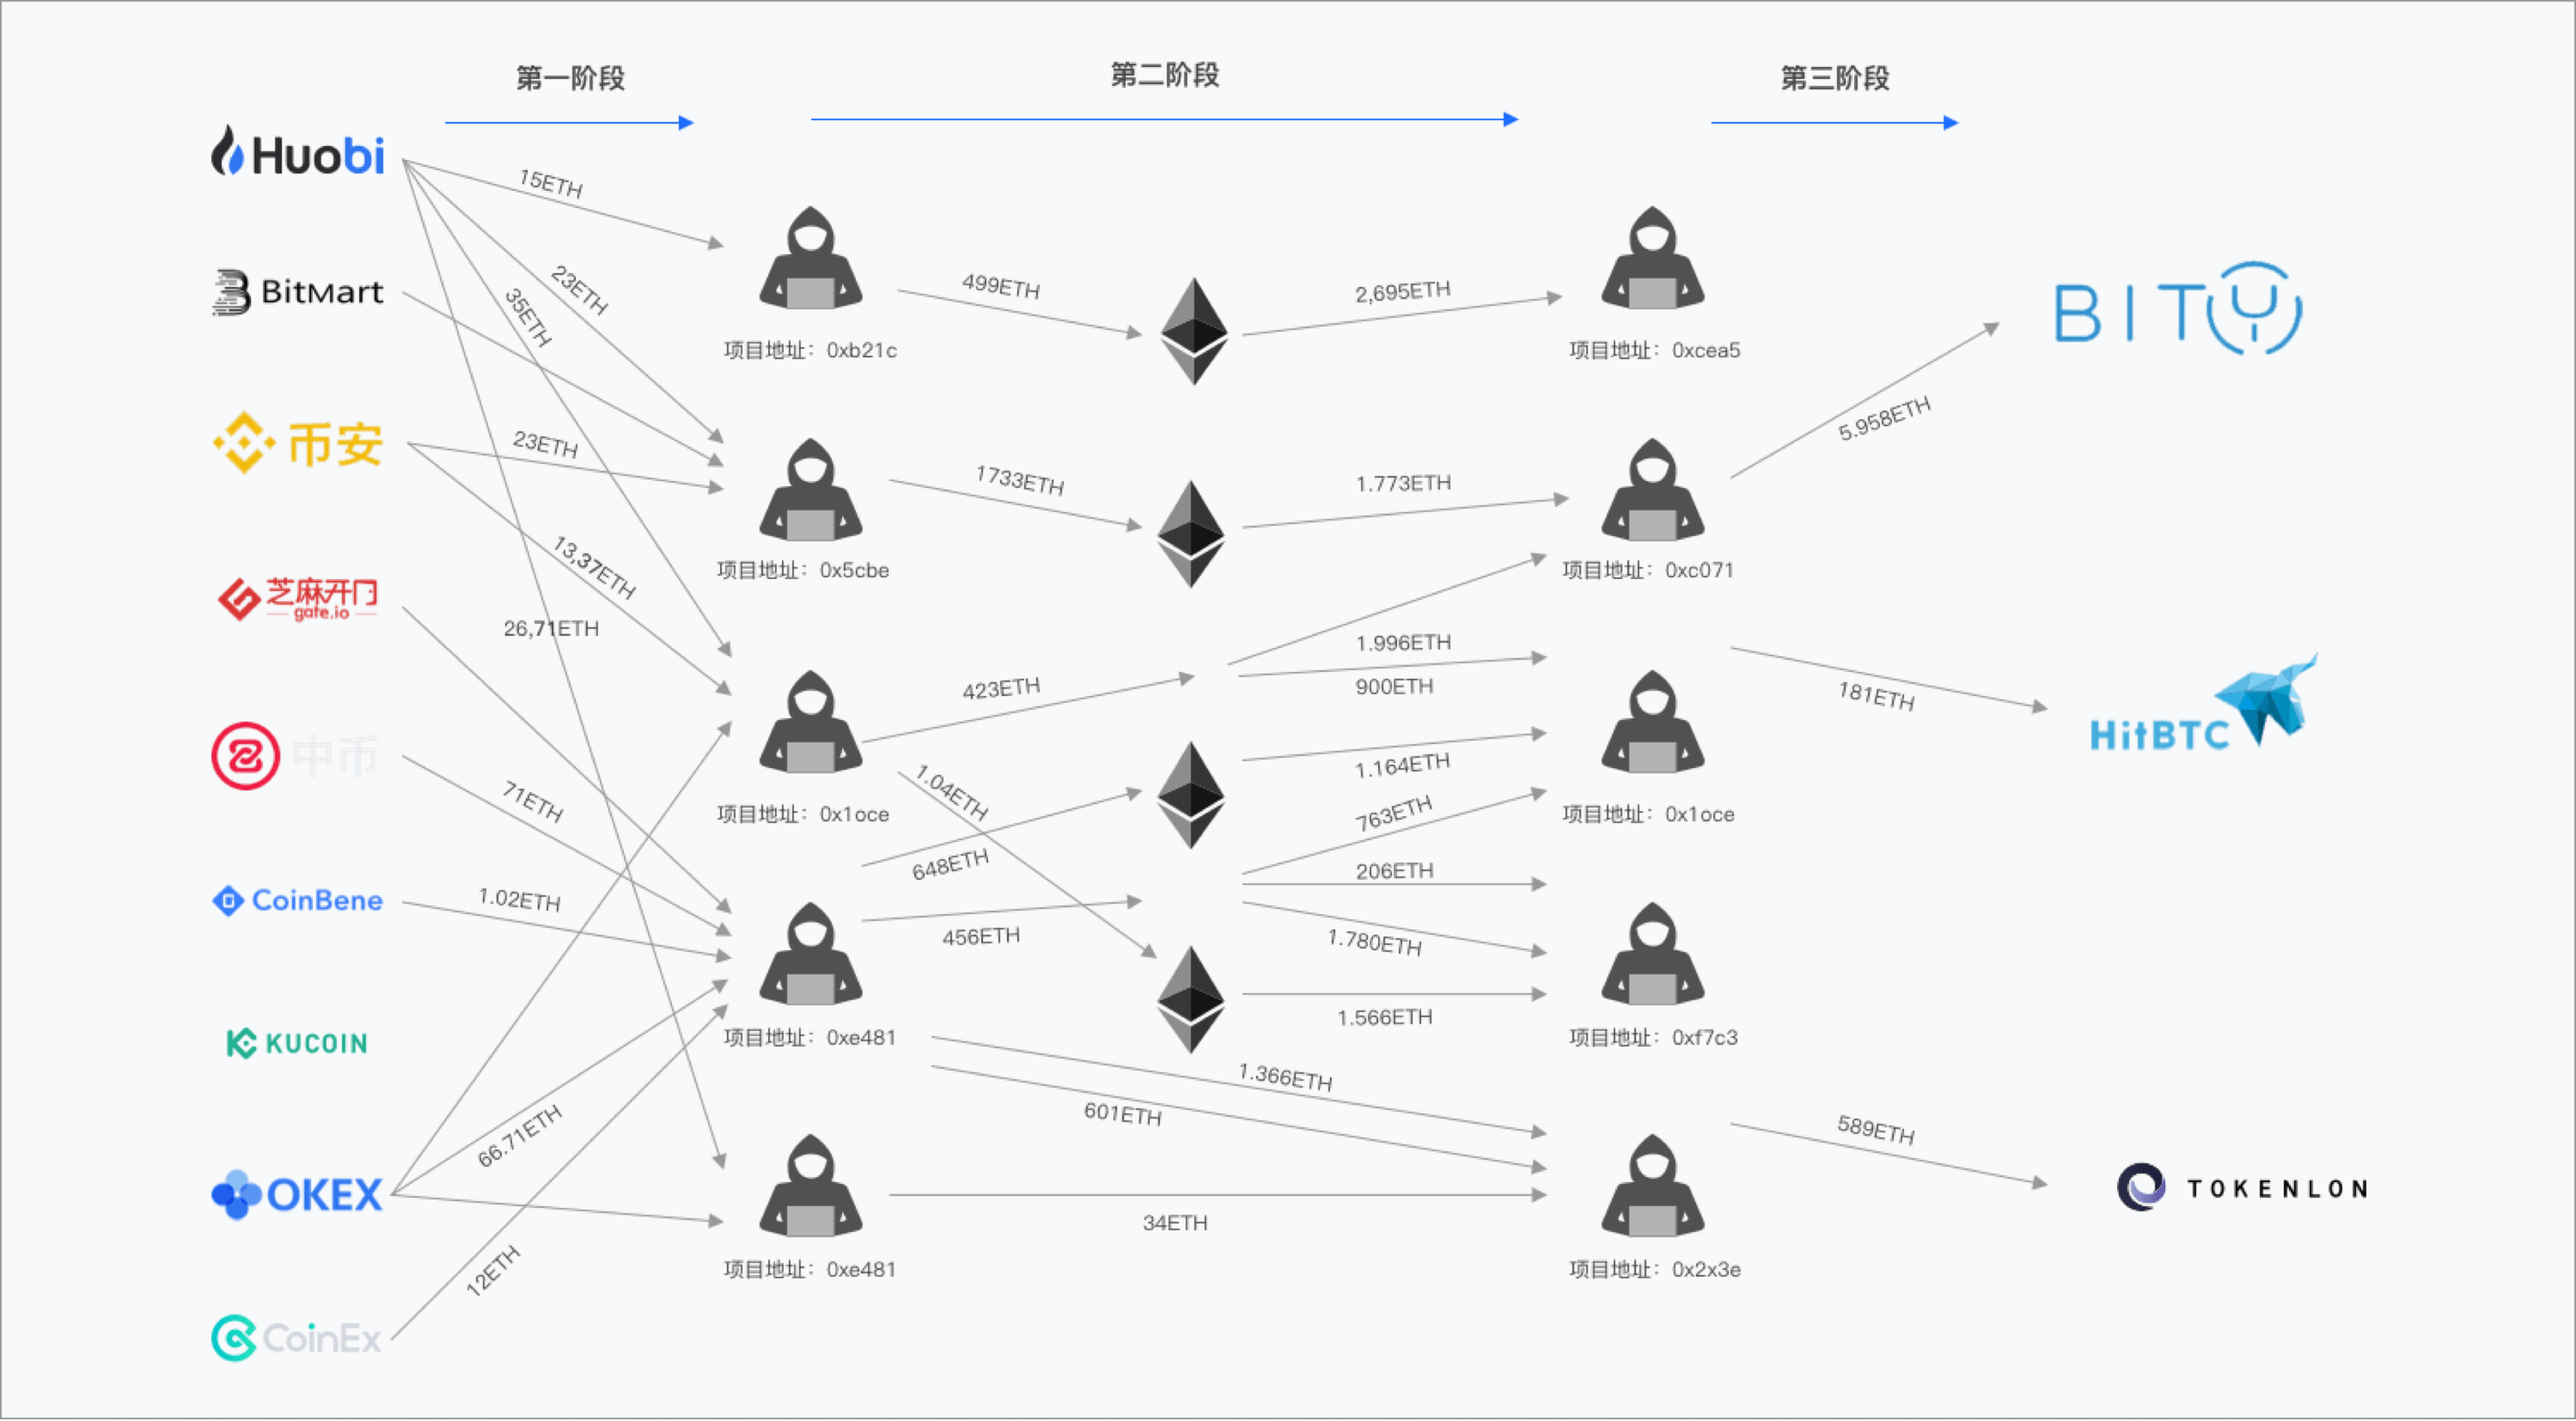 第一阶段
第二阶段
第三阶段
Huobi
15ETH
23ETH
35ETH
BitMart
499ETH
2,695ETH
BITY
项目地址：0xb21c
项目地址：0xcea5
5.958ETH
币安
23ETH
1733ETH
1.773ETH
13,37ETH
项目地址：0x5cbe
项目地址：0xc071
芝麻开门
gate.io
26,71ETH
1.996ETH
423ETH
900ETH
181ETH
HitBTC
中币
71ETH
1.04ETH
1.164ETH
项目地址：0x1oce
763ETH
项目地址：0x1oce
648ETH
206ETH
CoinBene
1.02ETH
456ETH
1.780ETH
1.566ETH
KUCOIN
项目地址：0xe481
项目地址：0xf7c3
1.366ETH
601ETH
66.71ETH
589ETH
OKEX
TOKENLON
34ETH
12ETH
项目地址：0xe481
项目地址：0x2x3e
CoinEx